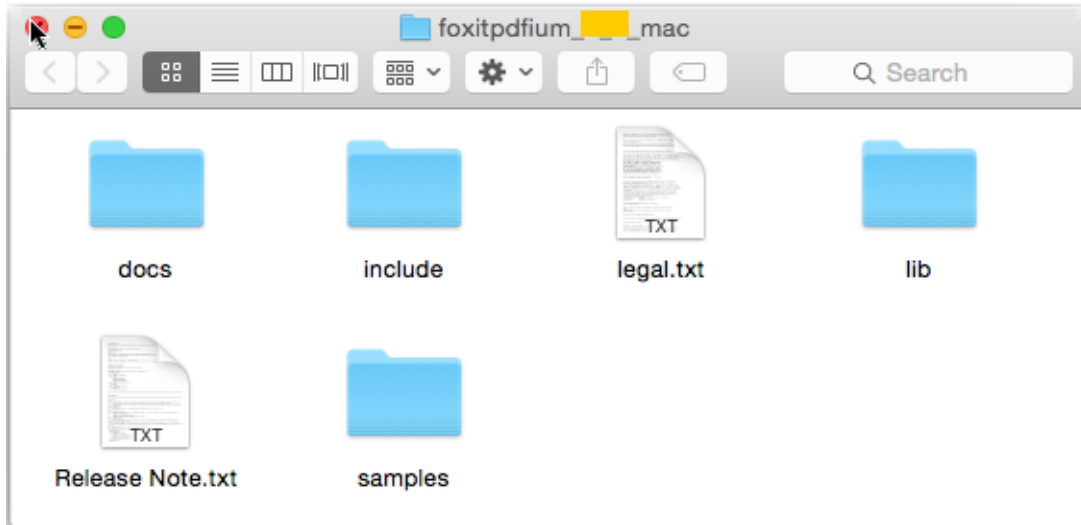 foxitpdfium_ _ _mac
Search
docs
include
TXT
legal.txt
lib
TXT
Release Note.txt
samples